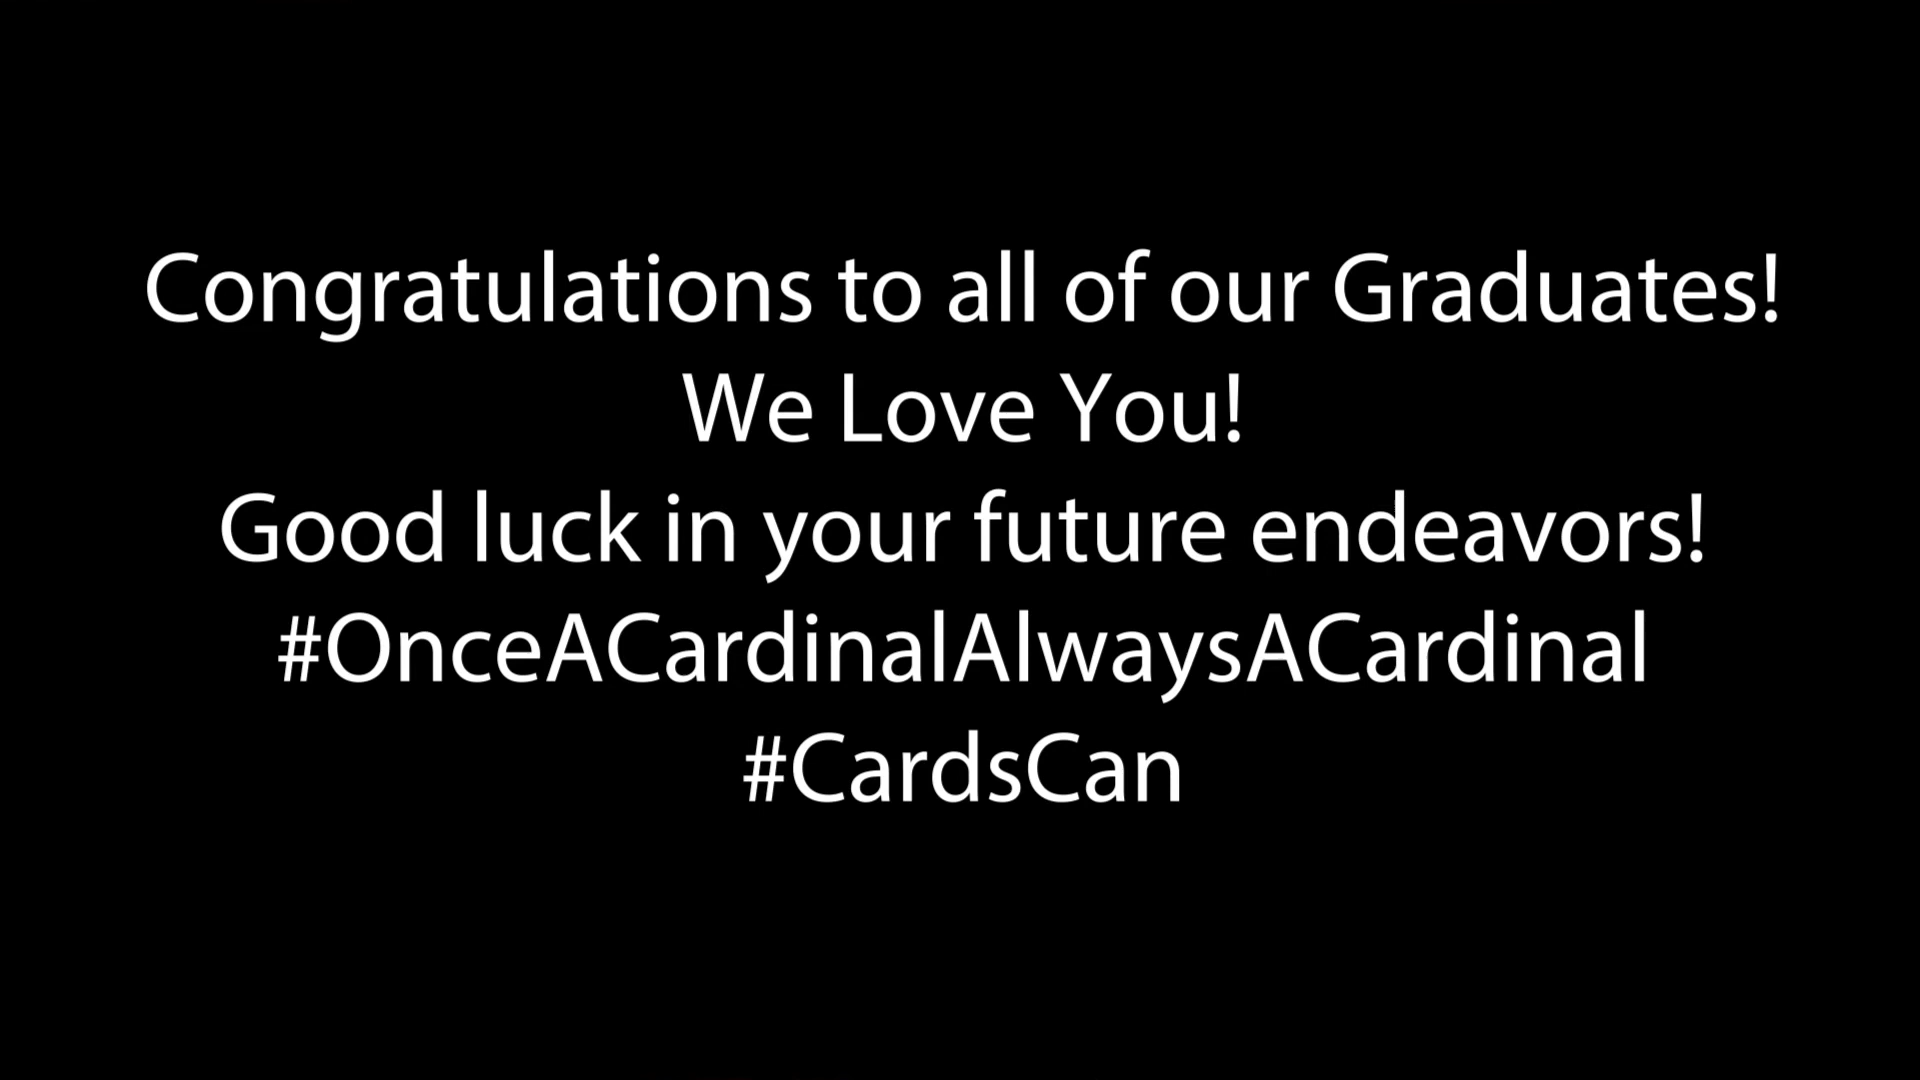 Congratulations to all of our Graduates!
We Love You!
Good luck in your future endeavors!
#OnceACardinalAlwaysACardinal
#CardsCan